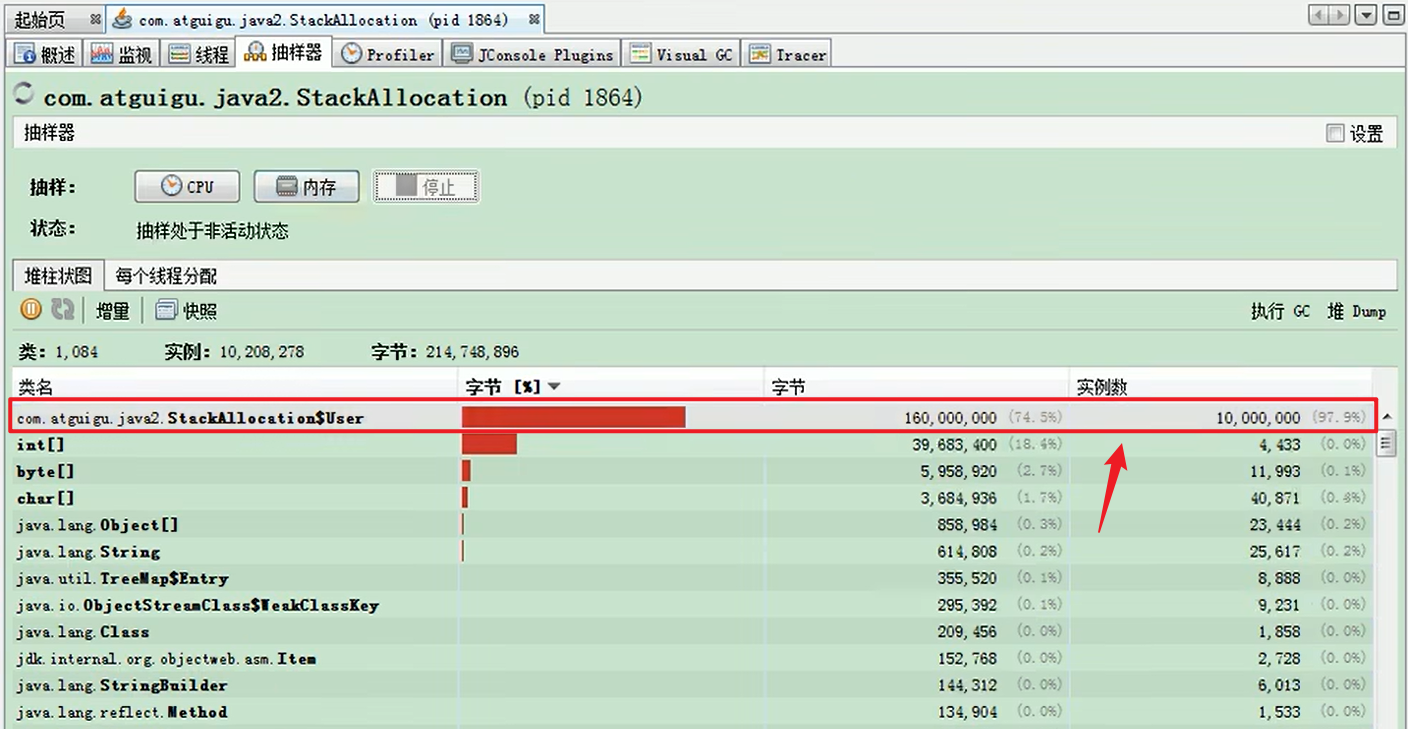 起始页 com.atguigu.java2.StackAllocation (pid 1864)
概述 监视 线程 抽样器 Profiler JConsole Plugins Visual GC Tracer
com.atguigu.java2.StackAllocation (pid 1864)
抽样器 设置
抽样: CPU 内存 停止
状态: 抽样处于非活动状态
堆柱状图 每个线程分配
增量 快照 执行 GC 堆 Dump
类: 1,084 实例: 10,208,278 字节: 214,748,896
类名 字节 [%] 字节 实例数
com.atguigu.java2.StackAllocation$User 160,000,000 (74.5%) 10,000,000 (97.9%)
int[] 39,683,400 (18.4%) 4,433 (0.0%)
byte[] 5,958,920 (2.7%) 11,993 (0.1%)
char[] 3,684,936 (1.7%) 40,871 (0.4%)
java.lang.Object[] 858,984 (0.3%) 23,444 (0.2%)
java.lang.String 614,808 (0.2%) 25,617 (0.2%)
java.util.TreeMap$Entry 355,520 (0.1%) 8,888 (0.0%)
java.io.ObjectStreamClass$WeakClassKey 295,392 (0.1%) 9,231 (0.0%)
java.lang.Class 209,456 (0.0%) 1,858 (0.0%)
jdk.internal.org.objectweb.asm.Item 152,768 (0.0%) 2,728 (0.0%)
java.lang.StringBuilder 144,312 (0.0%) 6,013 (0.0%)
java.lang.reflect.Method 134,904 (0.0%) 1,533 (0.0%)